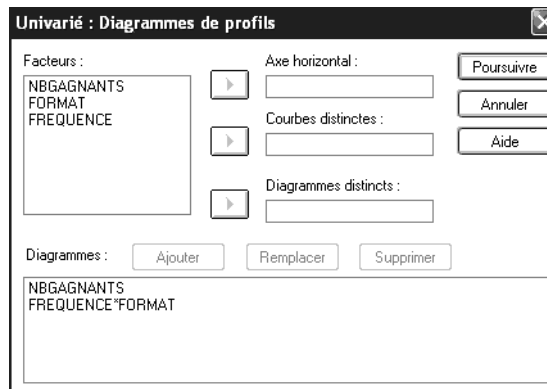 Univarié : Diagrammes de profils
Facteurs :
NBGAGNANTS
FORMAT
FREQUENCE
Axe horizontal :
Courbes distinctes :
Diagrammes distincts :
Poursuivre
Annuler
Aide
Diagrammes :
Ajouter
Remplacer
Supprimer
NBGAGNANTS
FREQUENCE*FORMAT